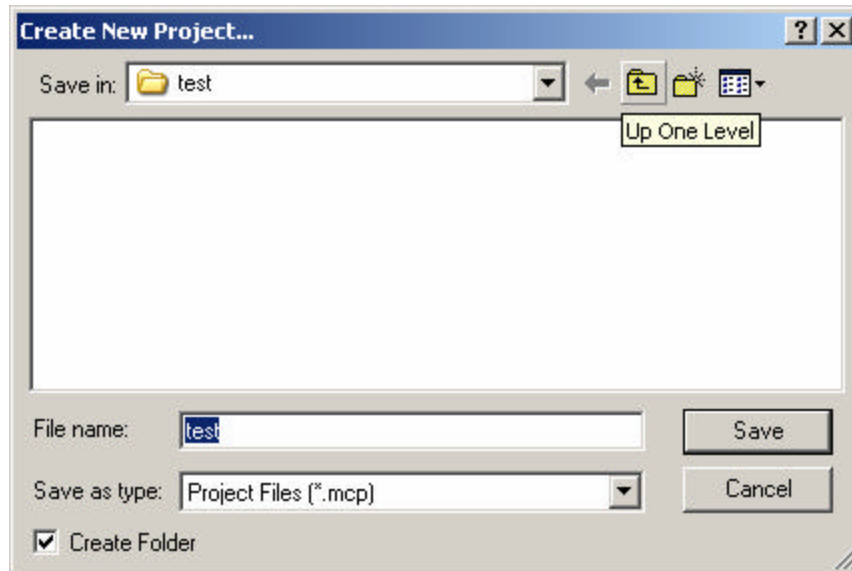 Create New Project...
Save in: test
Up One Level
File name: test
Save
Save as type: Project Files (*.mcp)
Cancel
Create Folder